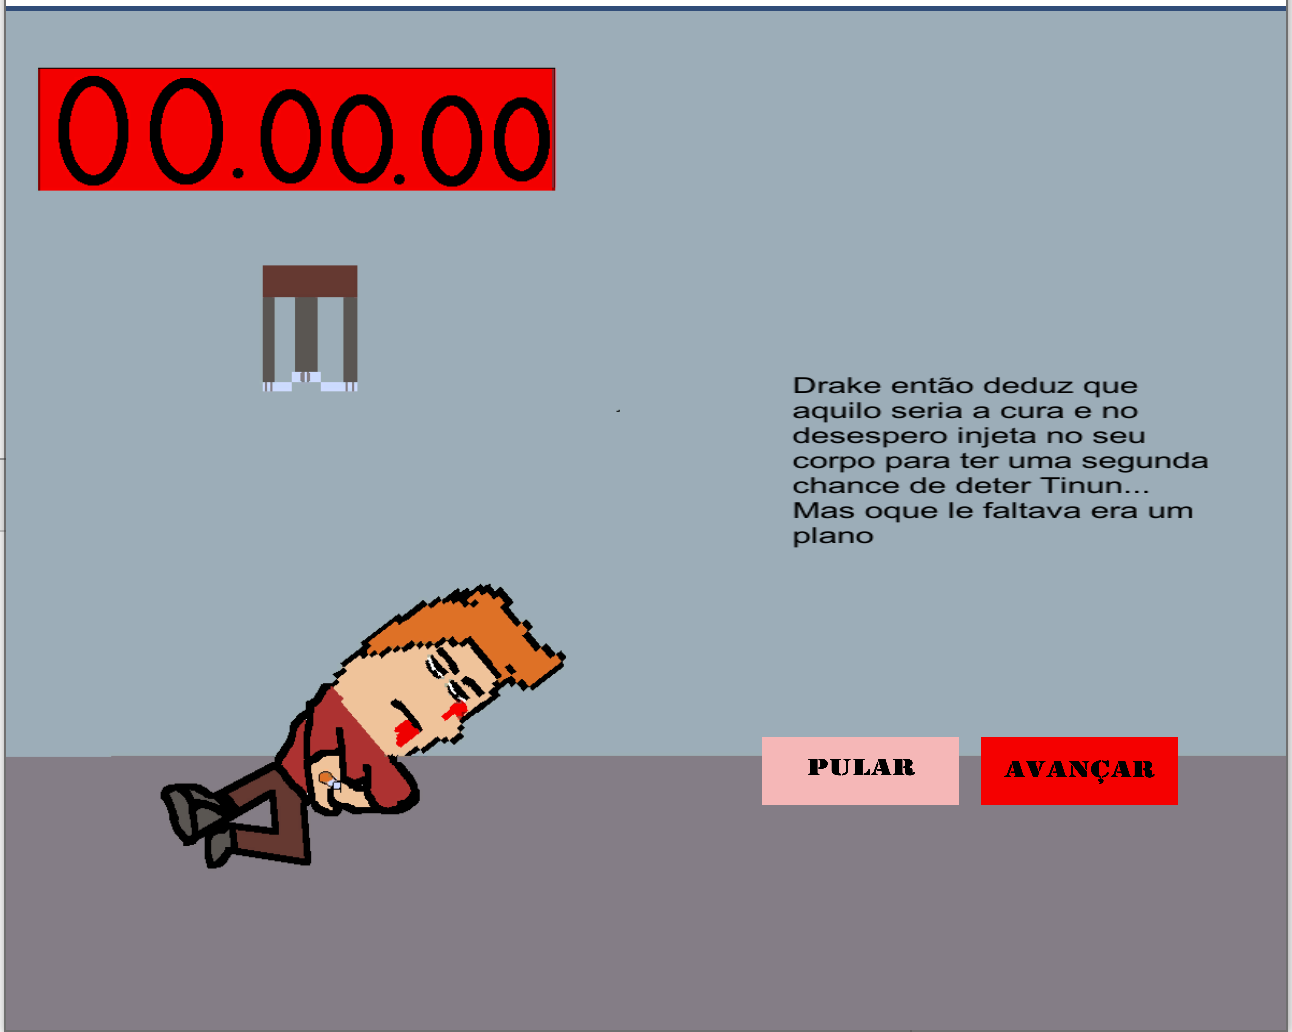 00.00.00
Drake então deduz que
aquilo seria a cura e no
desespero injeta no seu
corpo para ter uma segunda
chance de deter Tinun...
Mas oque le faltava era um
plano
PULAR
AVANÇAR